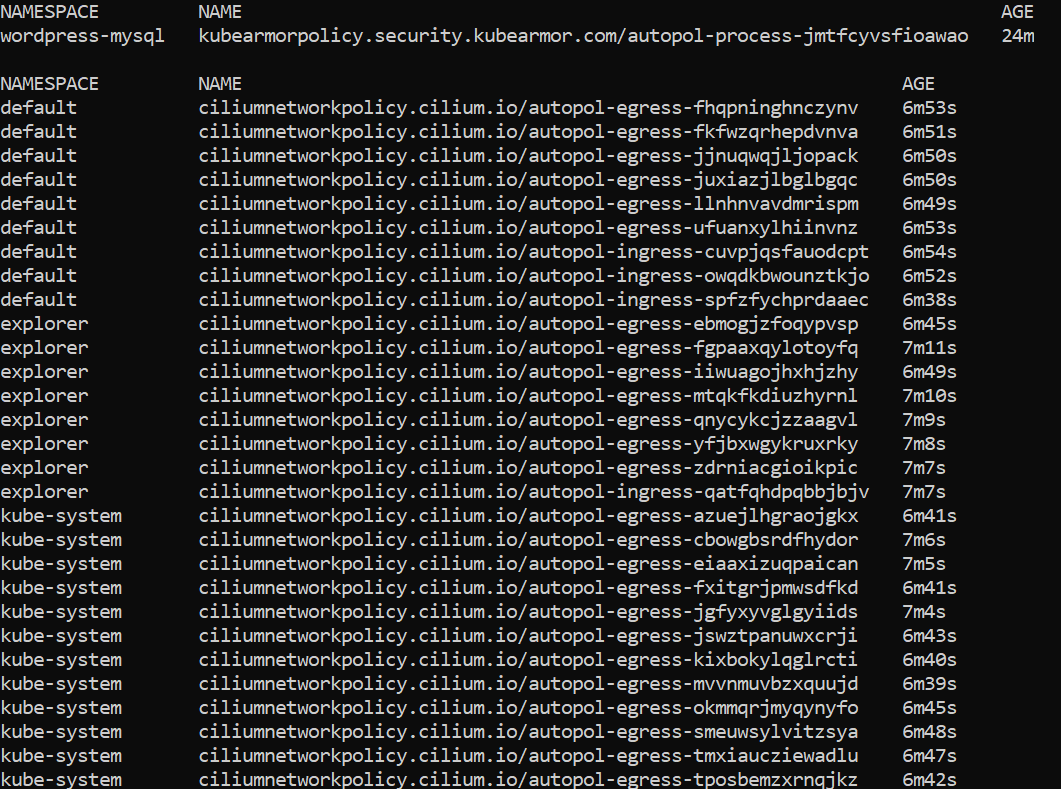 NAMESPACE NAME AGE
wordpress-mysql kubearmorpolicy.security.kubearmor.com/autopol-process-jmtfcyvsfioawao 24m
NAMESPACE NAME AGE
default ciliumnetworkpolicy.cilium.io/autopol-egress-fhqpninghnczynv 6m53s
default ciliumnetworkpolicy.cilium.io/autopol-egress-fkfwzqrhepdvnva 6m51s
default ciliumnetworkpolicy.cilium.io/autopol-egress-jjnuqwqjljopack 6m50s
default ciliumnetworkpolicy.cilium.io/autopol-egress-juxiazjlbglbgqc 6m50s
default ciliumnetworkpolicy.cilium.io/autopol-egress-llnhnvavdmrispm 6m49s
default ciliumnetworkpolicy.cilium.io/autopol-egress-ufuanxylhiinvnz 6m53s
default ciliumnetworkpolicy.cilium.io/autopol-ingress-cuvpjqsfauodcpt 6m54s
default ciliumnetworkpolicy.cilium.io/autopol-ingress-owqdkbwounztkjo 6m52s
default ciliumnetworkpolicy.cilium.io/autopol-ingress-spfzfychprdaaec 6m38s
explorer ciliumnetworkpolicy.cilium.io/autopol-egress-ebmogjzfoqypvsp 6m45s
explorer ciliumnetworkpolicy.cilium.io/autopol-egress-fgpaaxqylotoyfq 7m11s
explorer ciliumnetworkpolicy.cilium.io/autopol-egress-iiwuagojhxhjzhy 6m49s
explorer ciliumnetworkpolicy.cilium.io/autopol-egress-mtqkfkdiuzhyrnl 7m10s
explorer ciliumnetworkpolicy.cilium.io/autopol-egress-qnycykcjzzaagvl 7m9s
explorer ciliumnetworkpolicy.cilium.io/autopol-egress-yfjbxwgykruxrky 7m8s
explorer ciliumnetworkpolicy.cilium.io/autopol-egress-zdrniacgioikpic 7m7s
explorer ciliumnetworkpolicy.cilium.io/autopol-ingress-qatfqhdpqbbjbjv 7m7s
kube-system ciliumnetworkpolicy.cilium.io/autopol-egress-azuejlhgraojgkx 6m41s
kube-system ciliumnetworkpolicy.cilium.io/autopol-egress-cbowgbsrdfhydor 7m6s
kube-system ciliumnetworkpolicy.cilium.io/autopol-egress-eiaaxizuqpaican 7m5s
kube-system ciliumnetworkpolicy.cilium.io/autopol-egress-fxitgrjpmwsdfkd 6m41s
kube-system ciliumnetworkpolicy.cilium.io/autopol-egress-jgfyxyvglgyiids 7m4s
kube-system ciliumnetworkpolicy.cilium.io/autopol-egress-jswztpanuwxcrji 6m43s
kube-system ciliumnetworkpolicy.cilium.io/autopol-egress-kixbokylqglrcti 6m40s
kube-system ciliumnetworkpolicy.cilium.io/autopol-egress-mvvnmuvbzxquujd 6m39s
kube-system ciliumnetworkpolicy.cilium.io/autopol-egress-okmmqrjmyqynyfo 6m45s
kube-system ciliumnetworkpolicy.cilium.io/autopol-egress-smeuwsylvitzsya 6m48s
kube-system ciliumnetworkpolicy.cilium.io/autopol-egress-tmxiaucziewadlu 6m47s
kube-system ciliumnetworkpolicy.cilium.io/autopol-egress-tposbemzxrnqjkz 6m42s